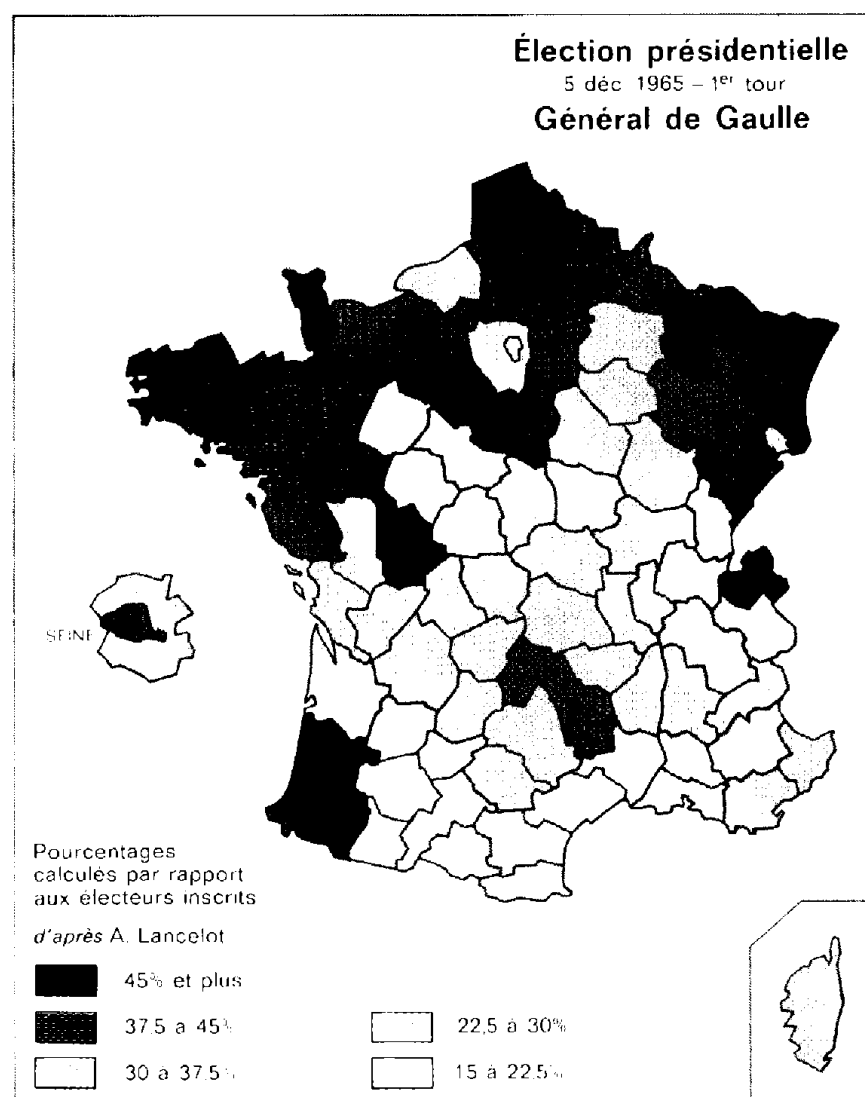 Élection présidentielle
5 déc 1965 – 1er tour
Général de Gaulle
SEINE
Pourcentages
calculés par rapport
aux électeurs inscrits
d'après A. Lancelot
45% et plus
37,5 a 45%
30 à 37,5%
22,5 à 30%
15 à 22,5%